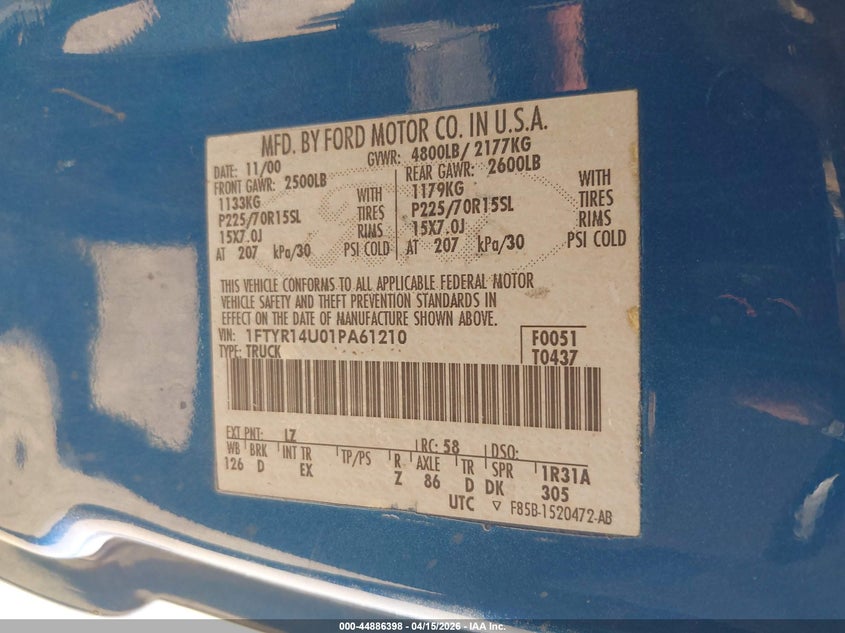 MFD. BY FORD MOTOR CO. IN U.S.A.
DATE: 11/00 GVWR: 4800LB/ 2177KG
FRONT GAWR: 2500LB REAR GAWR: 2600LB
1133KG WITH 1179KG WITH
P225/70R15SL TIRES P225/70R15SL TIRES
15X7.0J RIMS 15X7.0J RIMS
AT 207 kPa/30 PSI COLD AT 207 kPa/30 PSI COLD
THIS VEHICLE CONFORMS TO ALL APPLICABLE FEDERAL MOTOR
VEHICLE SAFETY AND THEFT PREVENTION STANDARDS IN
EFFECT ON THE DATE OF MANUFACTURE SHOWN ABOVE.
VIN: 1FTYR14U01PA61210 F0051
TYPE: TRUCK T0437
EXT PNT: LZ RC: 58 DSO:
WB BRK INT TR TP/PS R AXLE TR SPR 1R31A
126 D EX Z 86 D DK 305
UTC ▽ F85B-1520472-AB
000-44886398 - 04/15/2026 - IAA Inc.